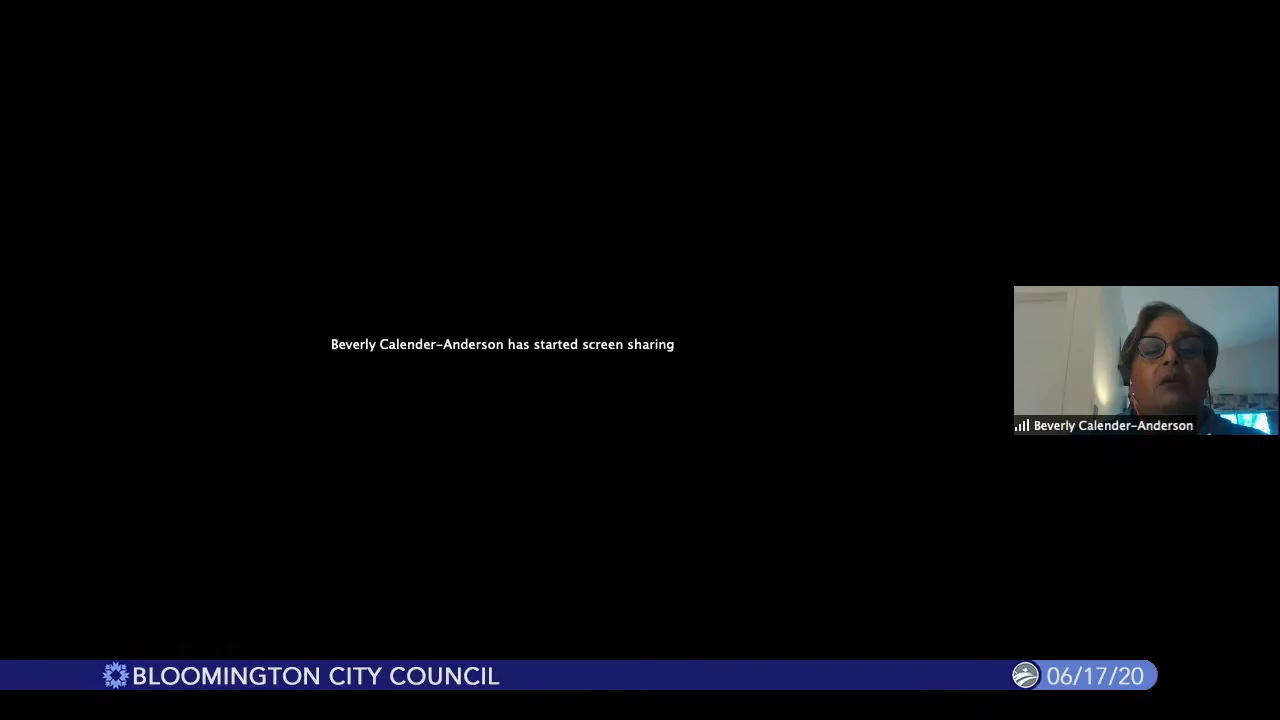 Beverly Calender-Anderson has started screen sharing
Beverly Calender-Anderson
BLOOMINGTON CITY COUNCIL
06/17/20